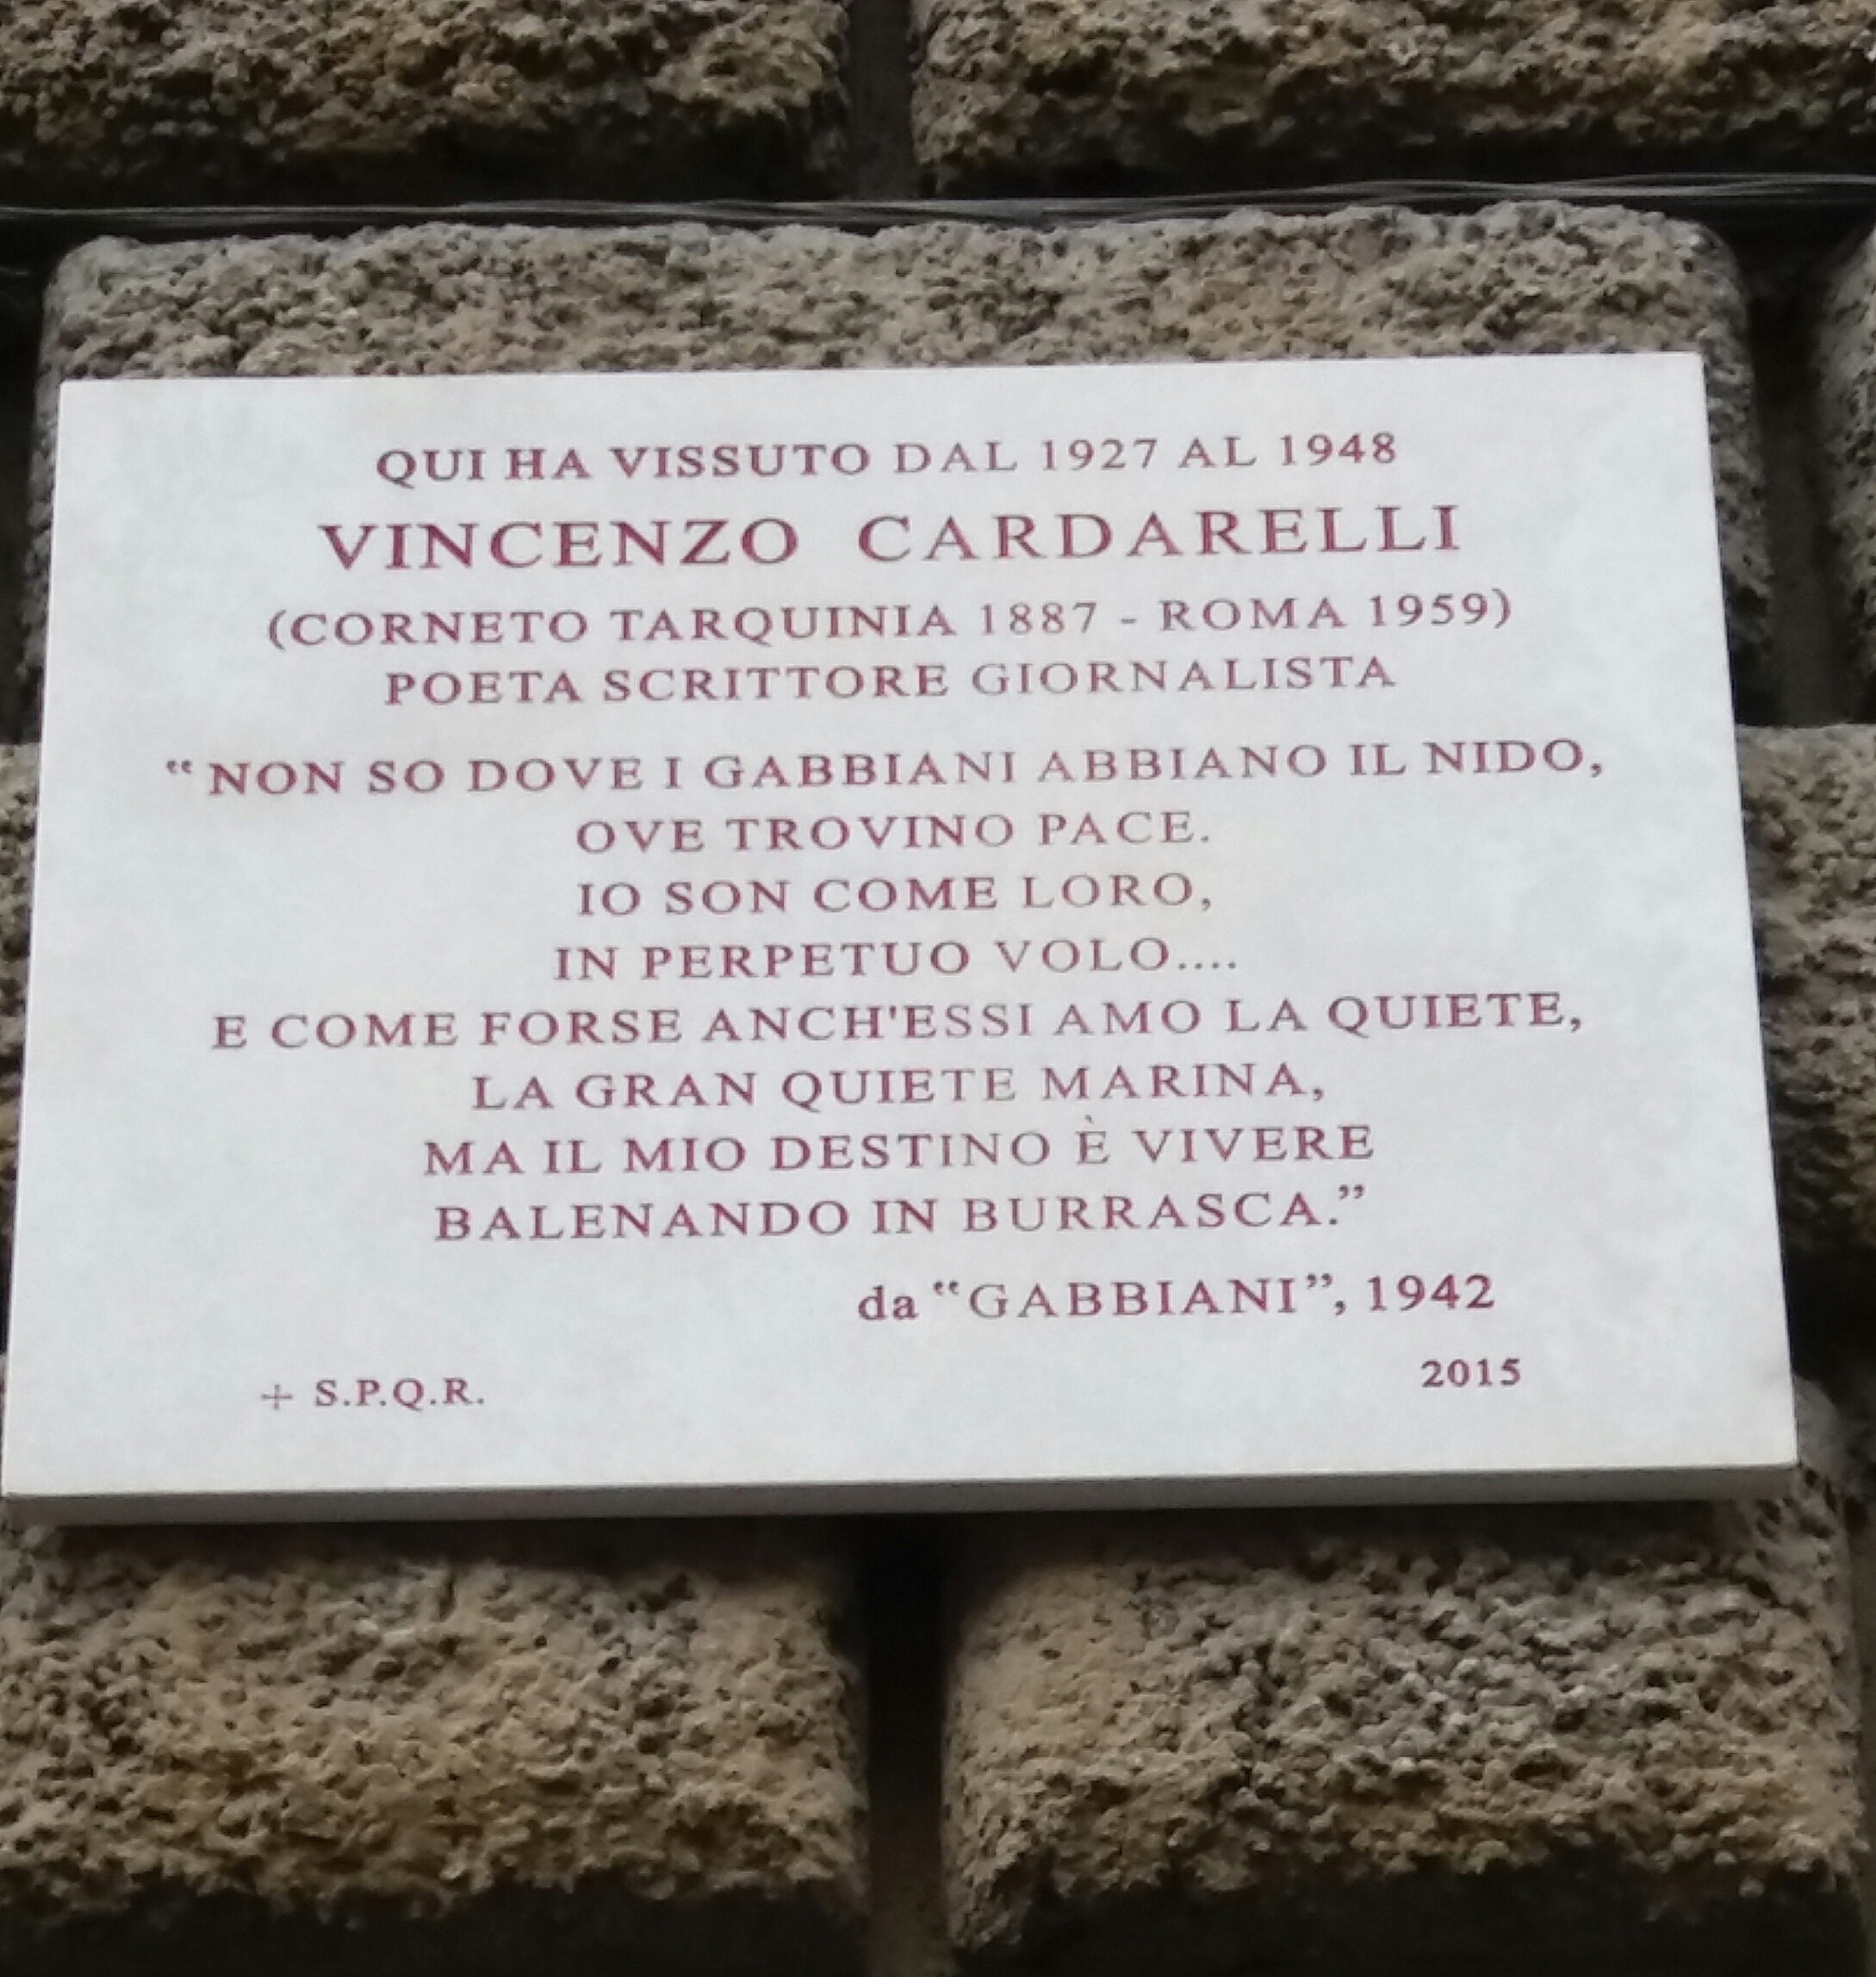 QUI HA VISSUTO DAL 1927 AL 1948
VINCENZO CARDARELLI
(CORNETO TARQUINIA 1887 - ROMA 1959)
POETA SCRITTORE GIORNALISTA
“NON SO DOVE I GABBIANI ABBIANO IL NIDO,
OVE TROVINO PACE.
IO SON COME LORO,
IN PERPETUO VOLO....
E COME FORSE ANCH'ESSI AMO LA QUIETE,
LA GRAN QUIETE MARINA,
MA IL MIO DESTINO È VIVERE
BALENANDO IN BURRASCA.”
da “GABBIANI”, 1942
2015
+ S.P.Q.R.